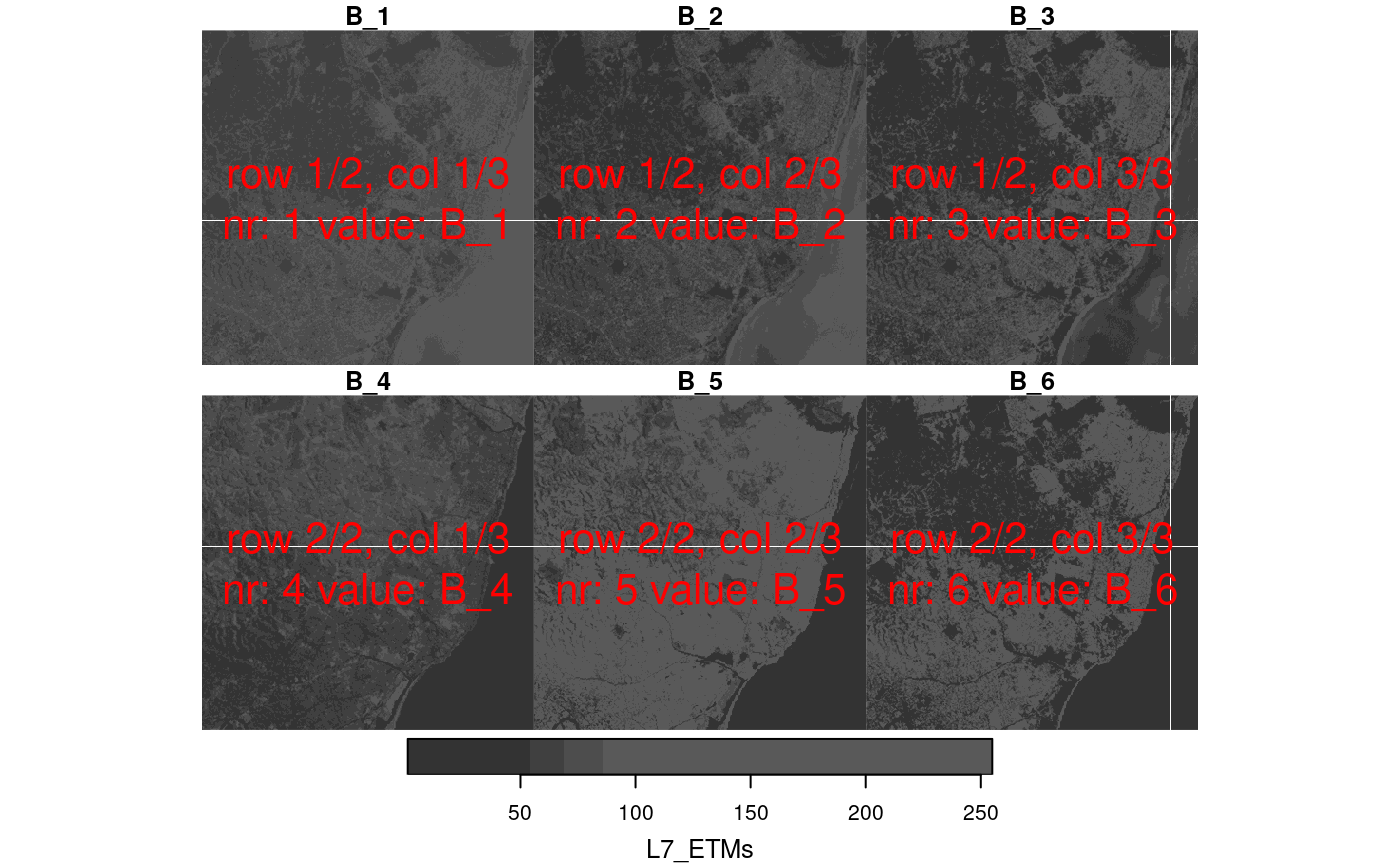 B_1 B_2 B_3
row 1/2, col 1/3 row 1/2, col 2/3 row 1/2, col 3/3
nr: 1 value: B_1 nr: 2 value: B_2 nr: 3 value: B_3
B_4 B_5 B_6
row 2/2, col 1/3 row 2/2, col 2/3 row 2/2, col 3/3
nr: 4 value: B_4 nr: 5 value: B_5 nr: 6 value: B_6
50 100 150 200 250
L7_ETMs